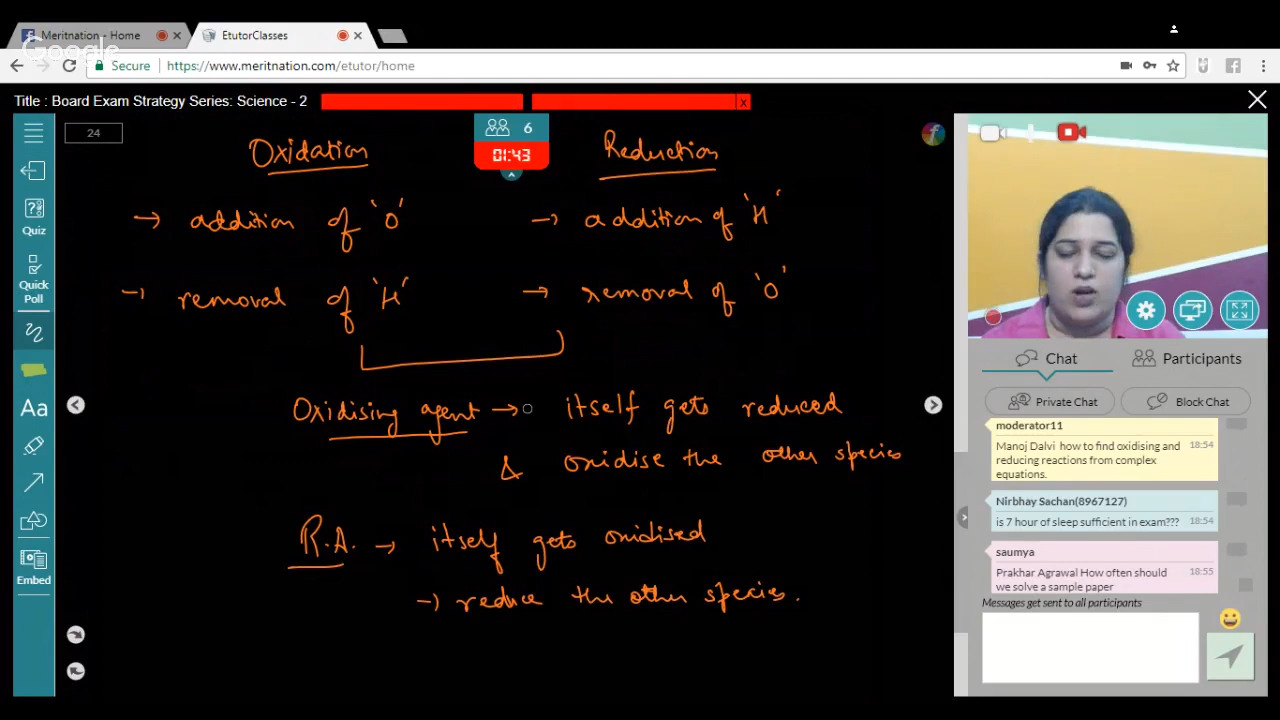 Meritnation - Home
EtutorClasses
Google
Secure
https://www.meritnation.com/etutor/home
Title : Board Exam Strategy Series: Science - 2
x
24
6
01:43
Quiz
Quick
Poll
Aa
Embed
Oxidation
Reduction
→ addition of 'O'
→ addition of 'H'
→ removal of 'H'
→ removal of 'O'
Oxidising agent → itself gets reduced
& oxidise the other species
R.A. → itself gets oxidised
→ reduce the other species.
Chat
Participants
Private Chat
Block Chat
moderator11
Manoj Dalvi how to find oxidising and 18:54
reducing reactions from complex
equations.
Nirbhay Sachan(8967127)
is 7 hour of sleep sufficient in exam??? 18:54
saumya
Prakhar Agrawal How often should 18:55
we solve a sample paper
Messages get sent to all participants